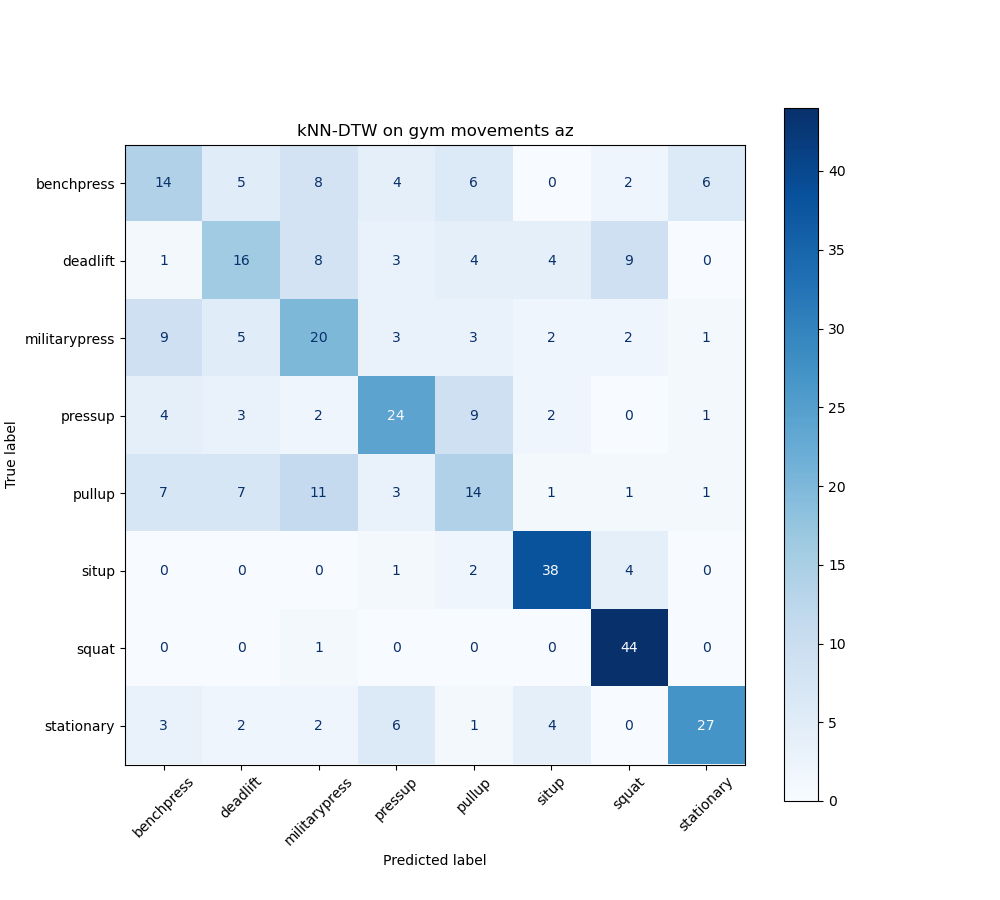 kNN-DTW on gym movements az
benchpress 14 5 8 4 6 0 2 6
deadlift 1 16 8 3 4 4 9 0
militarypress 9 5 20 3 3 2 2 1
pressup 4 3 2 24 9 2 0 1
pullup 7 7 11 3 14 1 1 1
situp 0 0 0 1 2 38 4 0
squat 0 0 1 0 0 0 44 0
stationary 3 2 2 6 1 4 0 27
True label
benchpress deadlift militarypress pressup pullup situp squat stationary
Predicted label
40
35
30
25
20
15
10
5
0